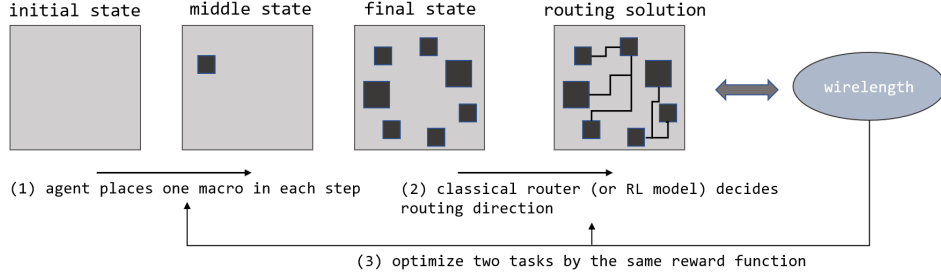 initial state
middle state
final state
routing solution
wirelength
(1) agent places one macro in each step
(2) classical router (or RL model) decides
routing direction
(3) optimize two tasks by the same reward function